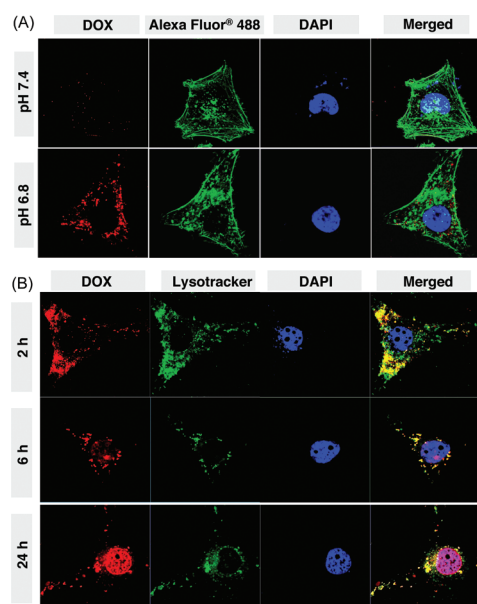 (A)
DOX Alexa Fluor® 488 DAPI Merged
pH 7.4
pH 6.8
(B)
DOX Lysotracker DAPI Merged
2 h
6 h
24 h